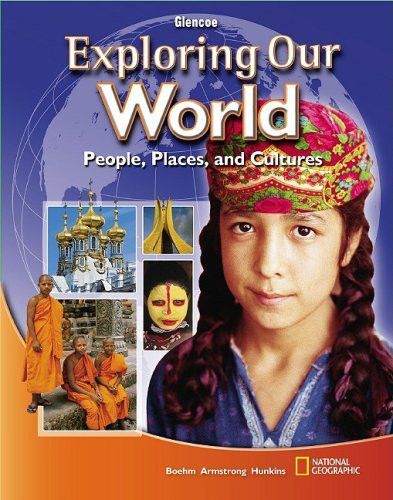 Glencoe
Exploring Our
World
People, Places, and Cultures
Boehm Armstrong Hunkins
NATIONAL
GEOGRAPHIC